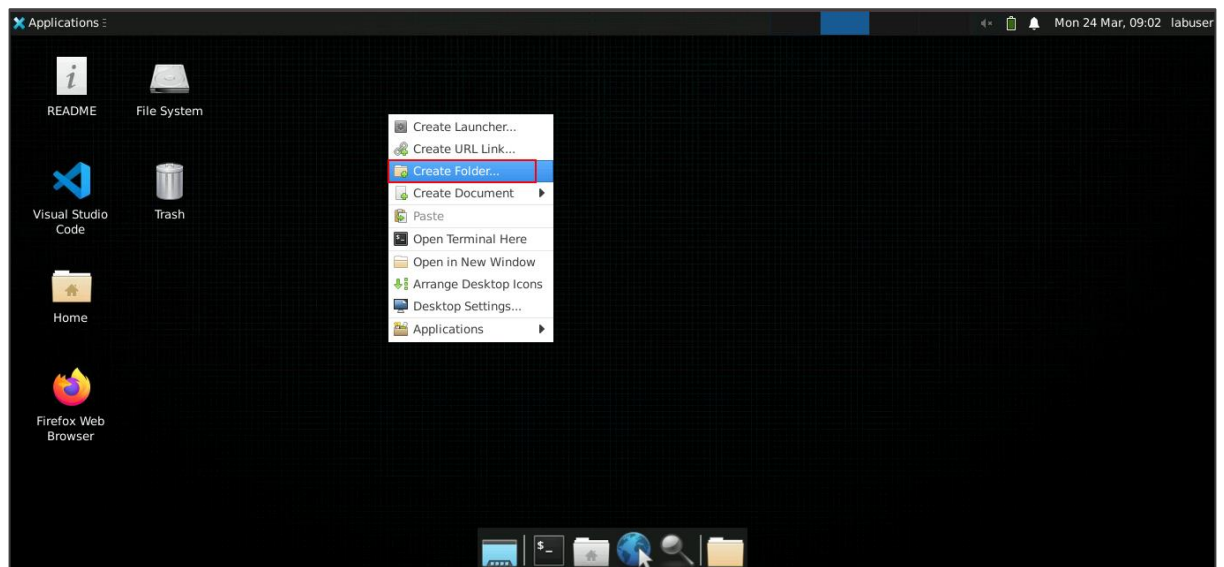 Applications
Mon 24 Mar, 09:02 labuser
README
File System
Visual Studio
Code
Trash
Home
Firefox Web
Browser
Create Launcher...
Create URL Link...
Create Folder...
Create Document
Paste
Open Terminal Here
Open in New Window
Arrange Desktop Icons
Desktop Settings...
Applications
$_